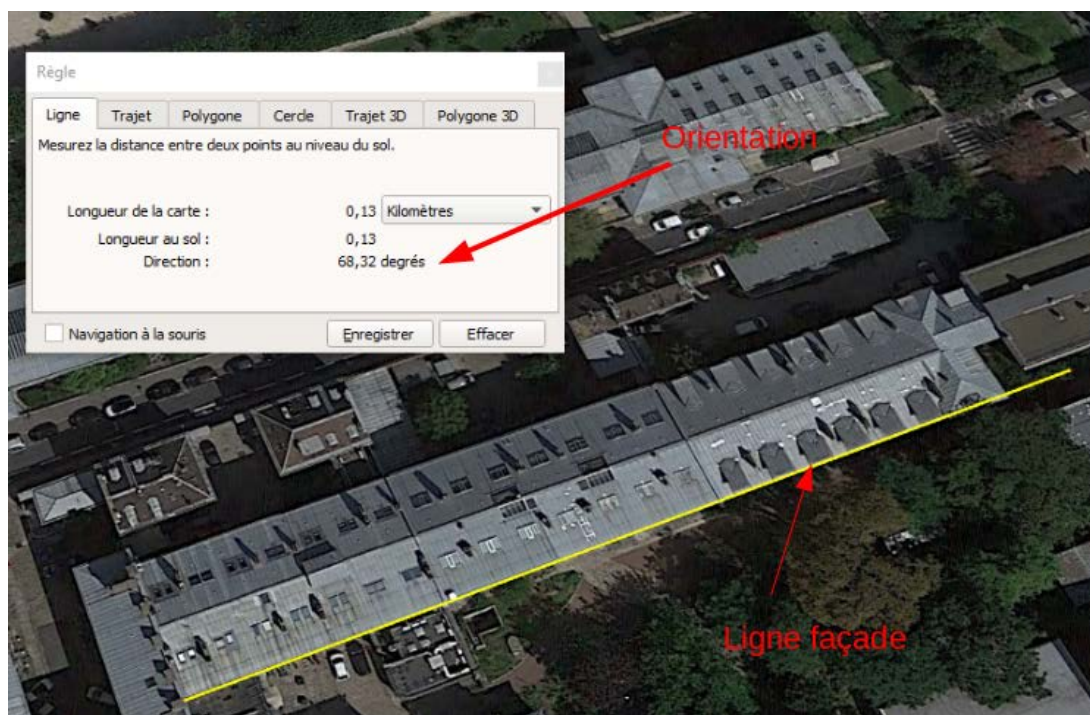 Règle
Ligne Trajet Polygone Cercle Trajet 3D Polygone 3D
Mesurez la distance entre deux points au niveau du sol.
Longueur de la carte : 0,13 Kilomètres
Longueur au sol : 0,13
Direction : 68,32 degrés
Navigation à la souris Enregistrer Effacer
Orientation
Ligne façade